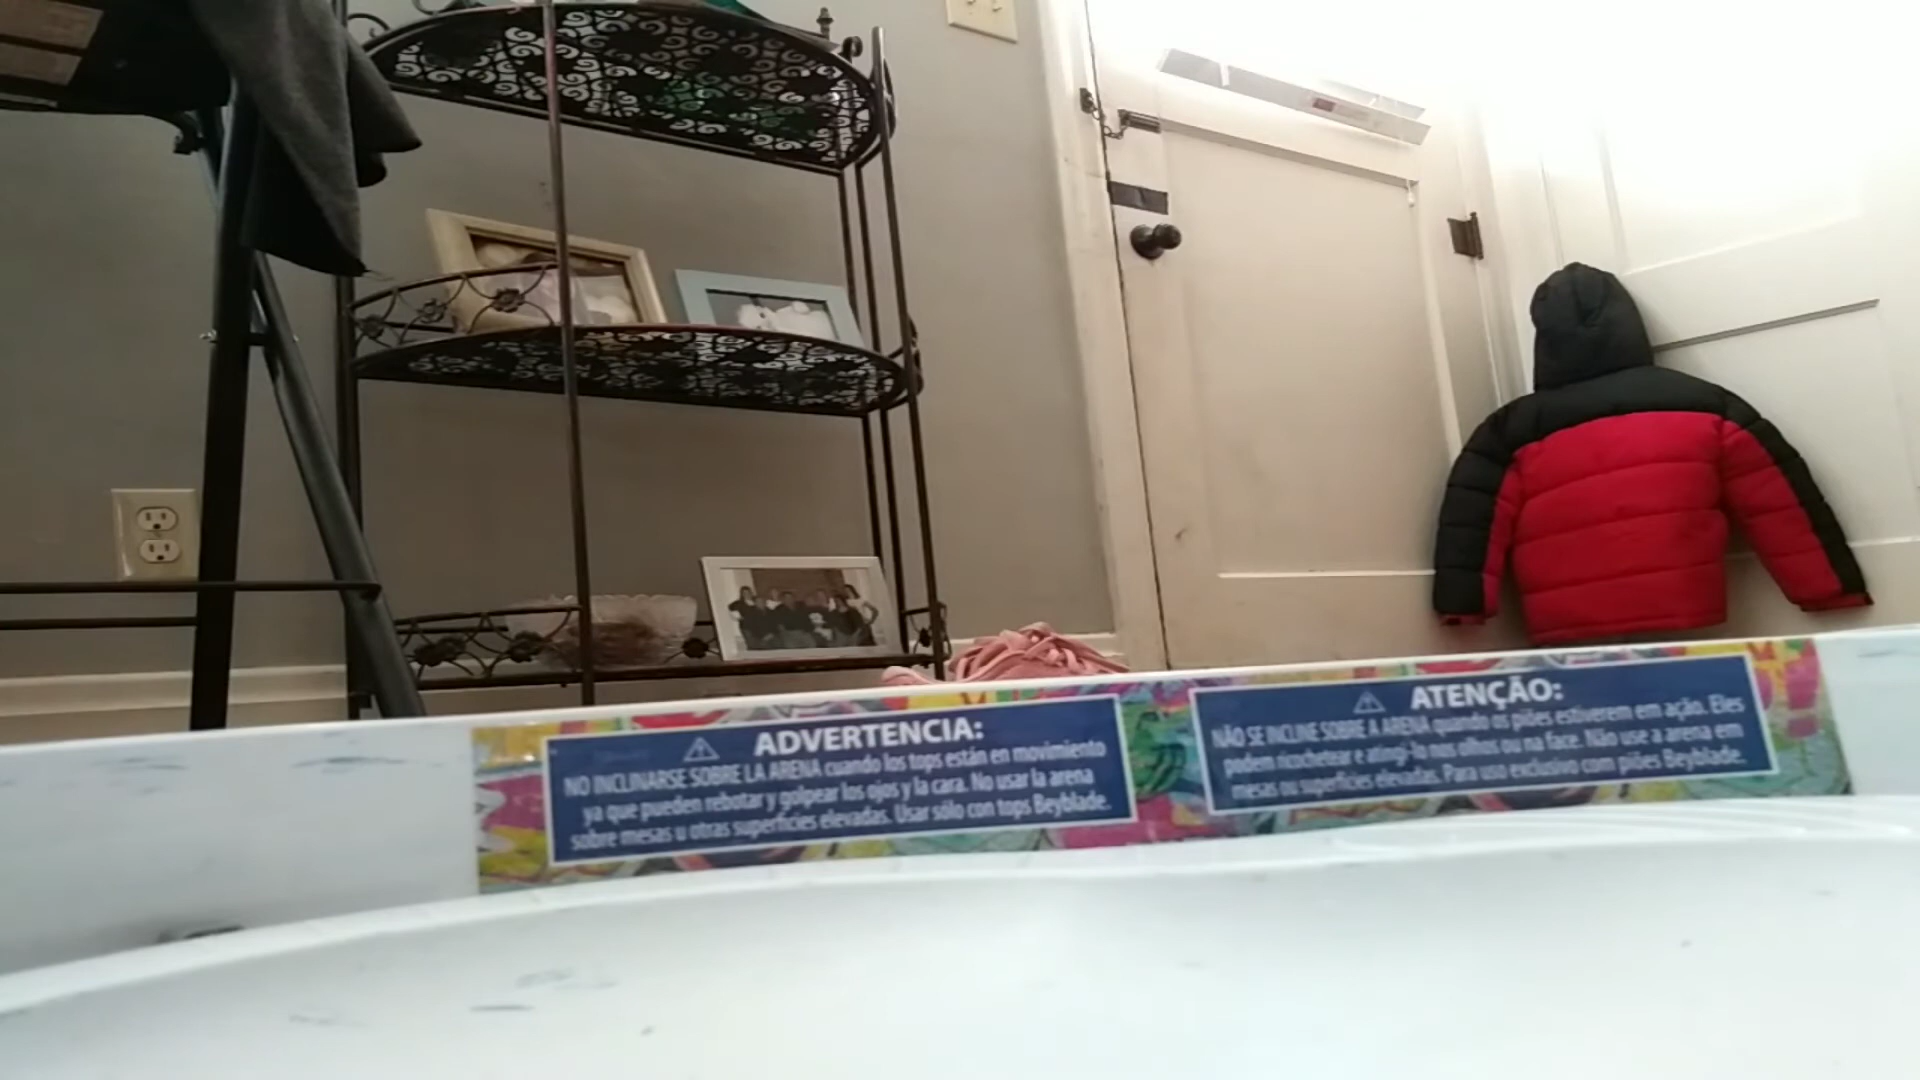 ADVERTENCIA:
NO INCLINARSE SOBRE LA ARENA cuando los tops están en movimiento
ya que pueden rebotar y golpear los ojos y la cara. No usar la arena
sobre mesas u otras superficies elevadas. Usar sólo con tops Beyblade.
ATENÇÃO:
NÃO SE INCLINE SOBRE A ARENA quando os piões estiverem em ação. Eles
podem ricochetear e atingi-lo nos olhos ou na face. Não use a arena em
mesas ou superfícies elevadas. Para uso exclusivo com piões Beyblade.